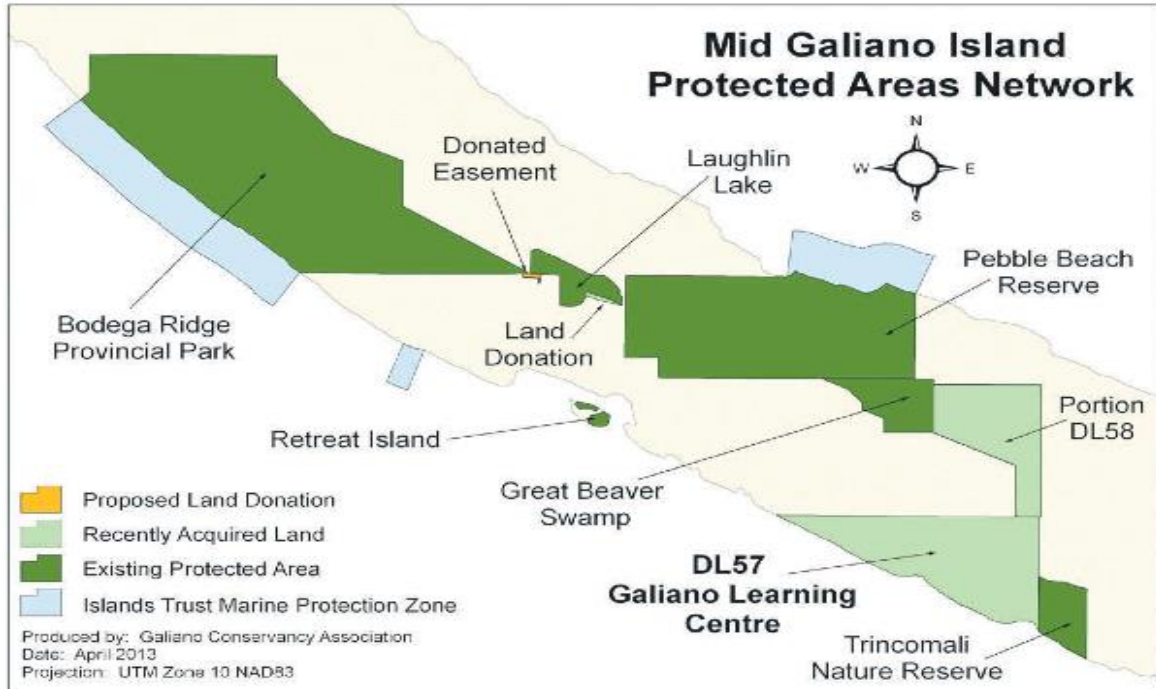 Mid Galiano Island
Protected Areas Network
N
W
E
S
Donated
Easement
Laughlin
Lake
Pebble Beach
Reserve
Bodega Ridge
Provincial Park
Land
Donation
Portion
DL58
Retreat Island
Great Beaver
Swamp
DL57
Galiano Learning
Centre
Trincomali
Nature Reserve
Proposed Land Donation
Recently Acquired Land
Existing Protected Area
Islands Trust Marine Protection Zone
Produced by: Galiano Conservancy Association
Date: April 2013
Projection: UTM Zone 10 NAD83